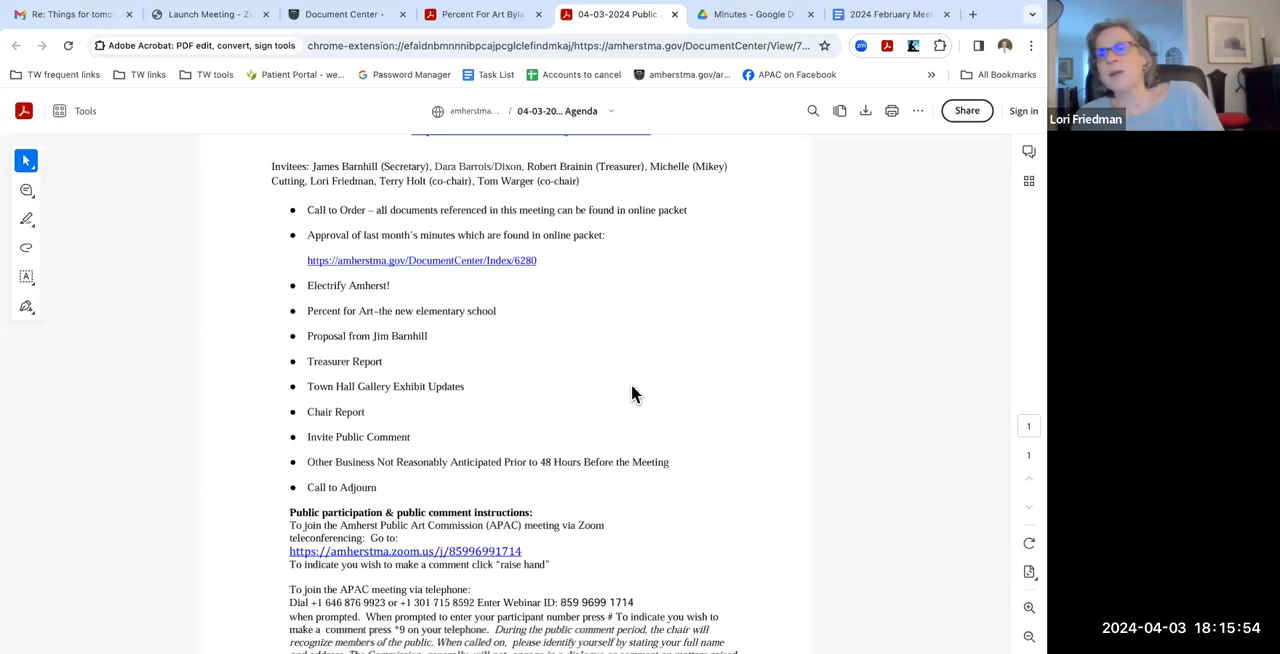 Re: Things for tomo
Launch Meeting - Z
Document Center •
Percent For Art Byla
04-03-2024 Public
Minutes - Google D
2024 February Mee
Adobe Acrobat: PDF edit, convert, sign tools
chrome-extension://efaidnbmnnnibpcajpcglclefindmkaj/https://amherstma.gov/DocumentCenter/View/7...
TW frequent links
TW links
TW tools
Patient Portal - we...
Password Manager
Task List
Accounts to cancel
amherstma.gov/ar...
APAC on Facebook
»
All Bookmarks
Tools
amherstma....
/ 04-03-20... Agenda
Share
Sign in
Lori Friedman
Invitees: James Barnhill (Secretary), Dara Barrois/Dixon, Robert Brainin (Treasurer), Michelle (Mikey)
Cutting, Lori Friedman, Terry Holt (co-chair), Tom Warger (co-chair)
● Call to Order – all documents referenced in this meeting can be found in online packet
● Approval of last month's minutes which are found in online packet:
https://amherstma.gov/DocumentCenter/Index/6280
● Electrify Amherst!
● Percent for Art–the new elementary school
● Proposal from Jim Barnhill
● Treasurer Report
● Town Hall Gallery Exhibit Updates
● Chair Report
● Invite Public Comment
● Other Business Not Reasonably Anticipated Prior to 48 Hours Before the Meeting
● Call to Adjourn
Public participation & public comment instructions:
To join the Amherst Public Art Commission (APAC) meeting via Zoom
teleconferencing: Go to:
https://amherstma.zoom.us/j/85996991714
To indicate you wish to make a comment click "raise hand"
To join the APAC meeting via telephone:
Dial +1 646 876 9923 or +1 301 715 8592 Enter Webinar ID: 859 9699 1714
when prompted. When prompted to enter your participant number press # To indicate you wish to
make a comment press *9 on your telephone. During the public comment period, the chair will
recognize members of the public. When called on, please identify yourself by stating your full name
1
1
2024-04-03 18:15:54